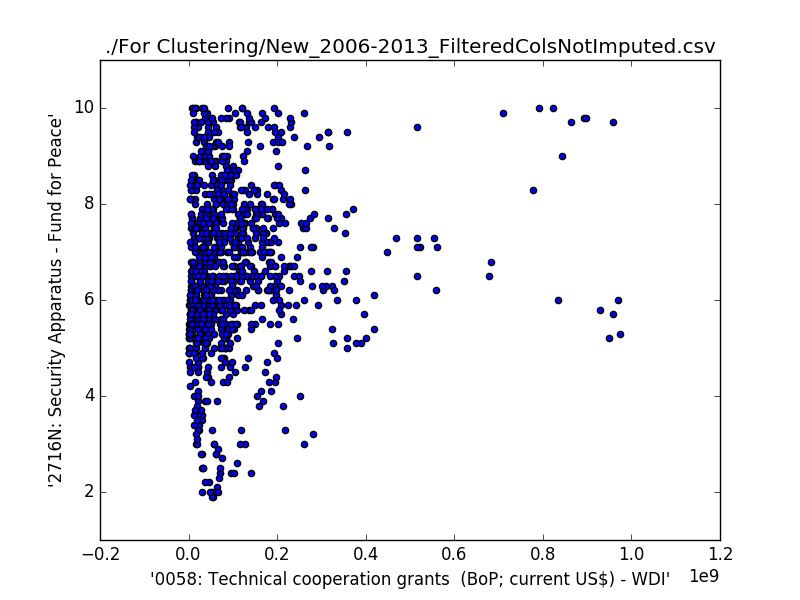 ./For Clustering/New_2006-2013_FilteredColsNotImputed.csv
'2716N: Security Apparatus - Fund for Peace'
10
8
6
4
2
−0.2 0.0 0.2 0.4 0.6 0.8 1.0 1.2
1e9
'0058: Technical cooperation grants  (BoP; current US$) - WDI'